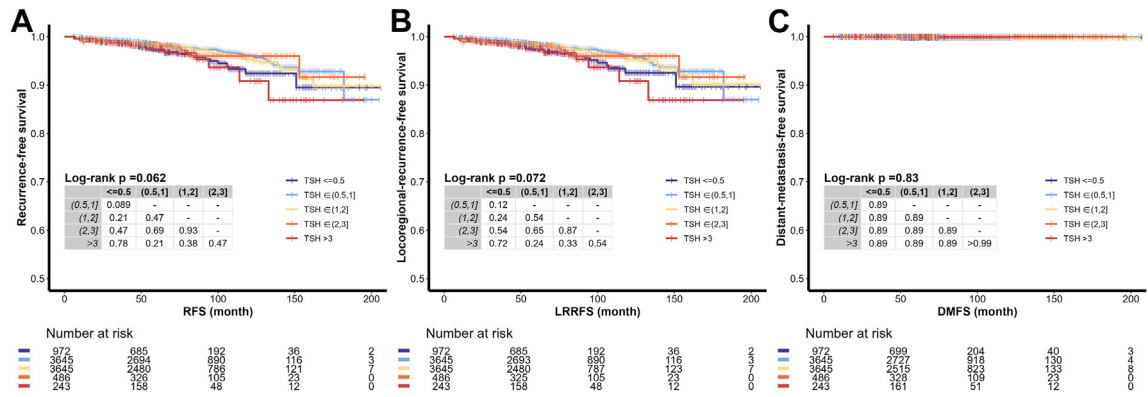 A
Recurrence-free survival
1.0
0.9
0.8
0.7
0.6
0.5
Log-rank p =0.062
<=0.5 (0.5,1] (1,2] (2,3]
(0.5,1] 0.089 - - -
(1,2] 0.21 0.47 - -
(2,3] 0.47 0.69 0.93 -
>3 0.78 0.21 0.38 0.47
TSH <=0.5
TSH ∈(0.5,1]
TSH ∈(1,2]
TSH ∈(2,3]
TSH >3
0 50 100 150 200
RFS (month)
Number at risk
972 685 192 36 2
3645 2694 890 116 3
3645 2480 786 121 7
486 326 105 23 0
243 158 48 12 0
B
Locoregional-recurrence-free survival
1.0
0.9
0.8
0.7
0.6
0.5
Log-rank p =0.072
<=0.5 (0.5,1] (1,2] (2,3]
(0.5,1] 0.12 - - -
(1,2] 0.24 0.54 - -
(2,3] 0.54 0.65 0.87 -
>3 0.72 0.24 0.33 0.54
TSH <=0.5
TSH ∈(0.5,1]
TSH ∈(1,2]
TSH ∈(2,3]
TSH >3
0 50 100 150 200
LRRFS (month)
Number at risk
972 685 192 36 2
3645 2694 890 116 3
3645 2480 787 123 7
486 325 105 23 0
243 158 48 12 0
C
Distant-metastasis-free survival
1.0
0.9
0.8
0.7
0.6
0.5
Log-rank p =0.83
<=0.5 (0.5,1] (1,2] (2,3]
(0.5,1] 0.89 - - -
(1,2] 0.89 0.89 - -
(2,3] 0.89 0.89 0.89 -
>3 0.89 0.89 0.89 >0.99
TSH <=0.5
TSH ∈(0.5,1]
TSH ∈(1,2]
TSH ∈(2,3]
TSH >3
0 50 100 150 200
DMFS (month)
Number at risk
972 699 204 40 3
3645 2727 918 130 4
3645 2515 823 133 8
486 328 109 23 0
243 161 51 12 0